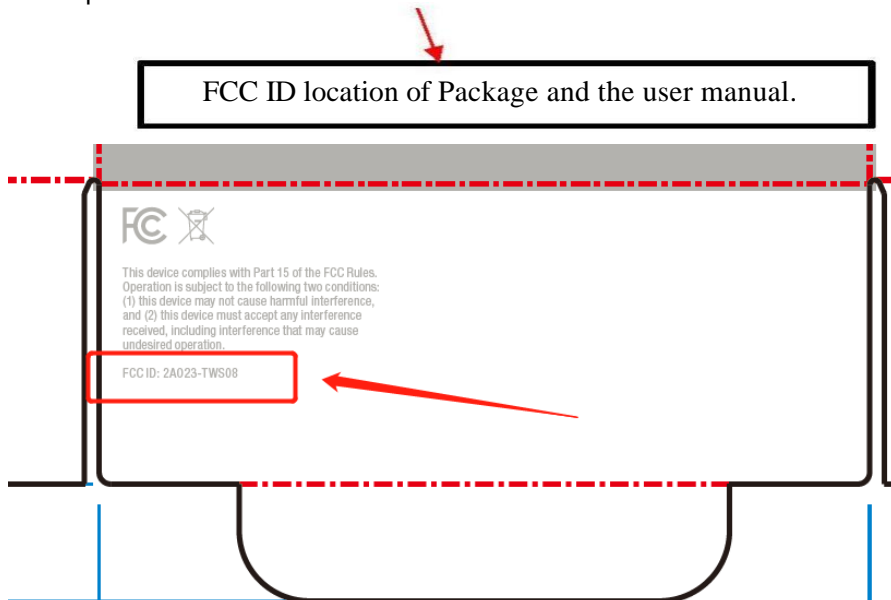 FCC ID location of Package and the user manual.
FC
This device complies with Part 15 of the FCC Rules.
Operation is subject to the following two conditions:
(1) this device may not cause harmful interference,
and (2) this device must accept any interference
received, including interference that may cause
undesired operation.
FCC ID: 2AO23-TWS08